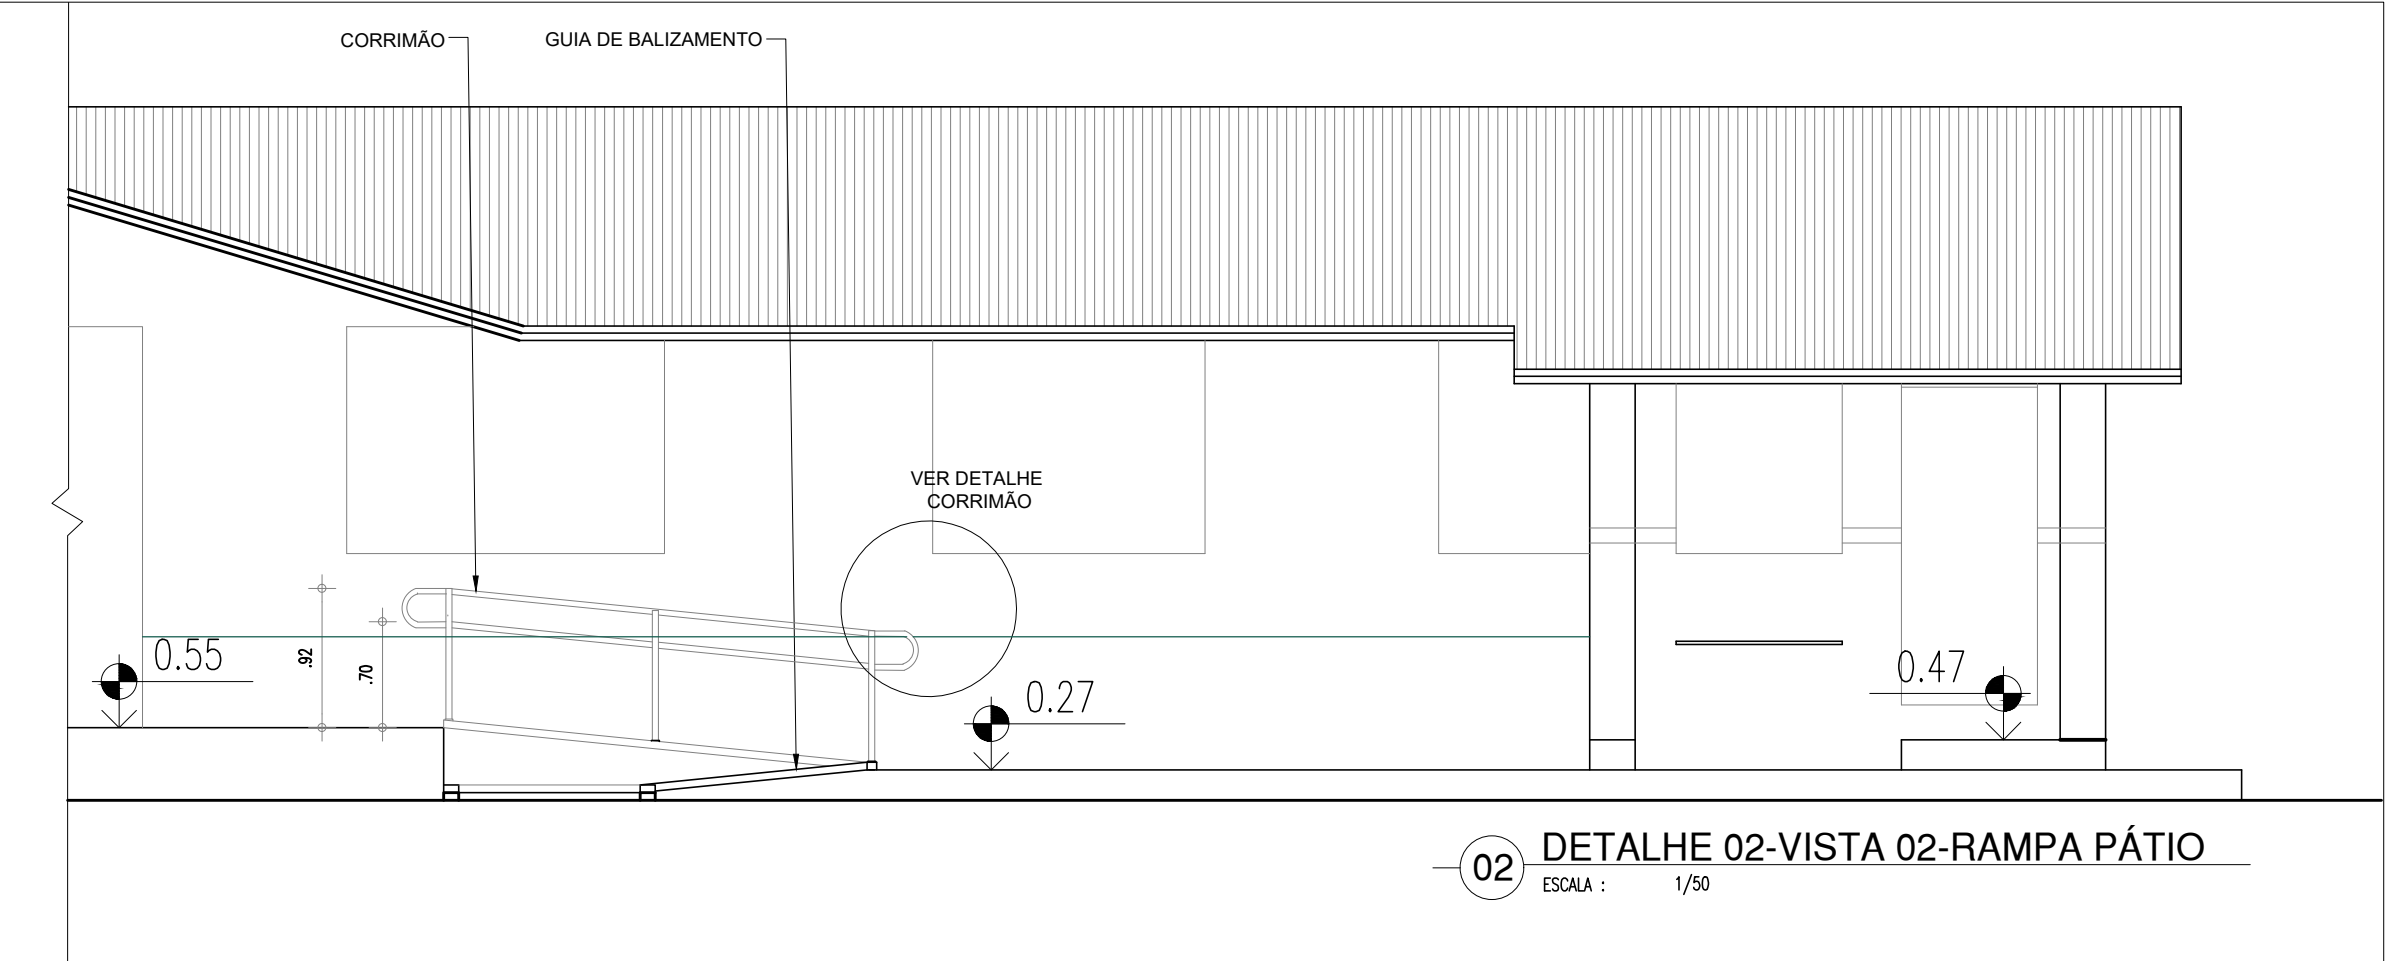 CORRIMÃO
GUIA DE BALIZAMENTO
VER DETALHE
CORRIMÃO
0.55
.92
.70
0.27
0.47
02
DETALHE 02-VISTA 02-RAMPA PÁTIO
ESCALA : 1/50